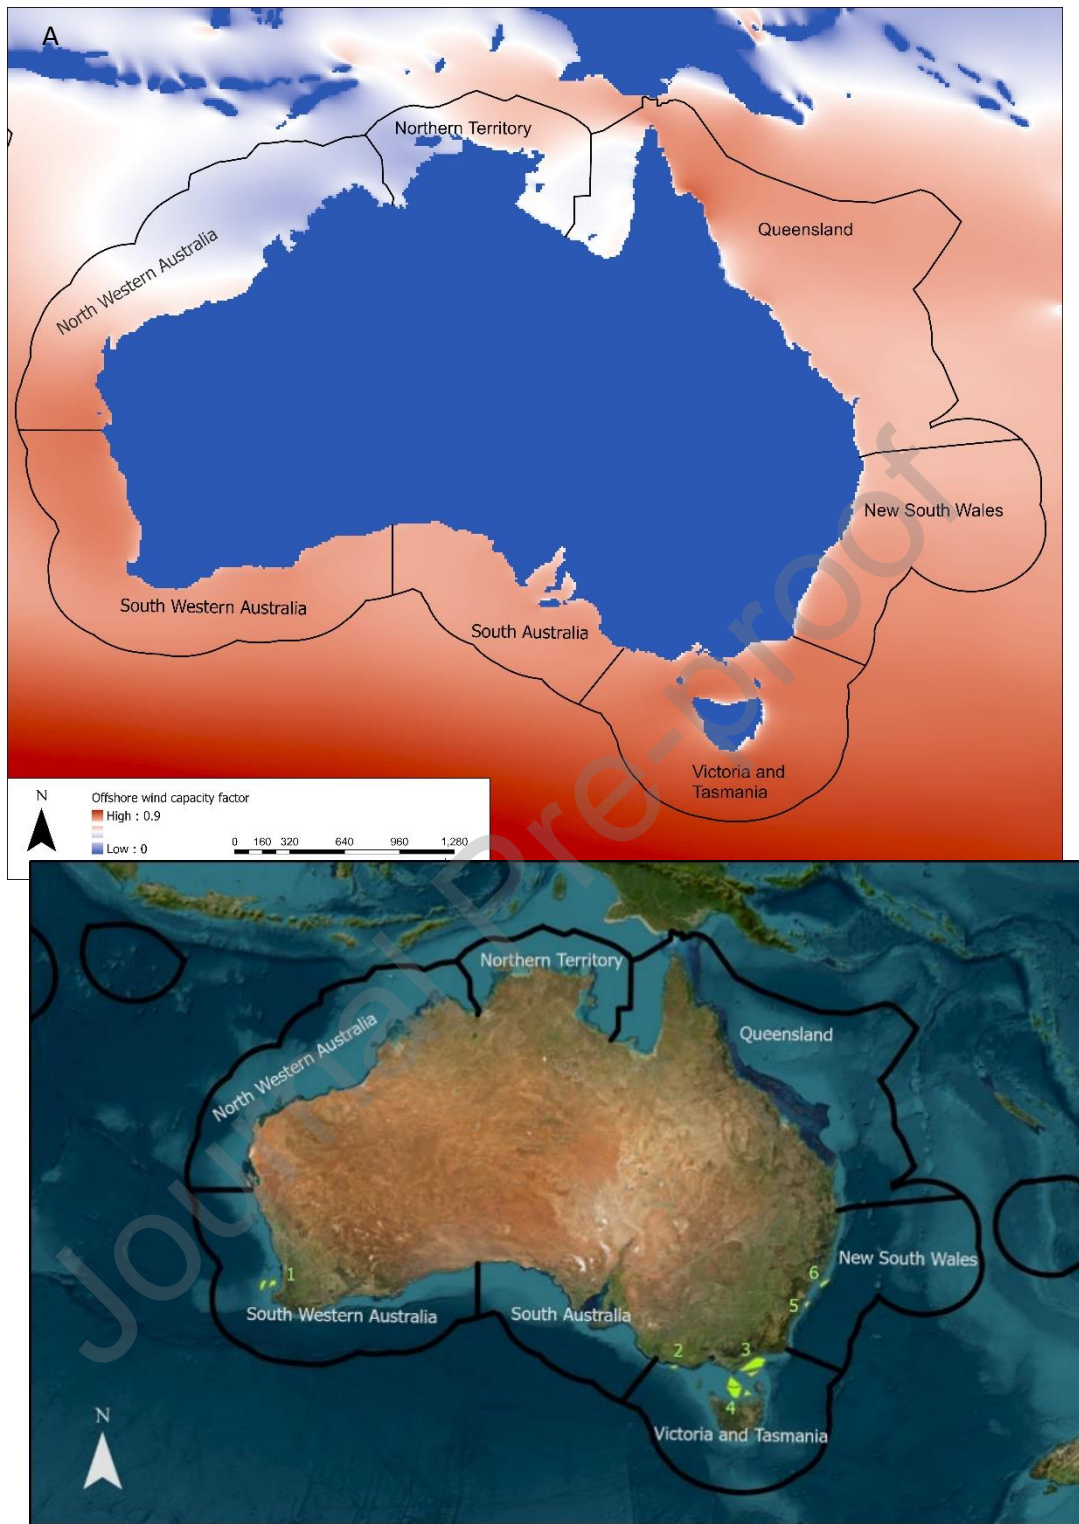 A
Northern Territory
Queensland
North Western Australia
New South Wales
South Western Australia
South Australia
Victoria and
Tasmania
N
Offshore wind capacity factor
High : 0.9
Low : 0
0 160 320 640 960 1,280
Northern Territory
Queensland
North Western Australia
New South Wales
1
6
South Western Australia
South Australia
5
2
3
4
Victoria and Tasmania
N
Journal Pre-proof